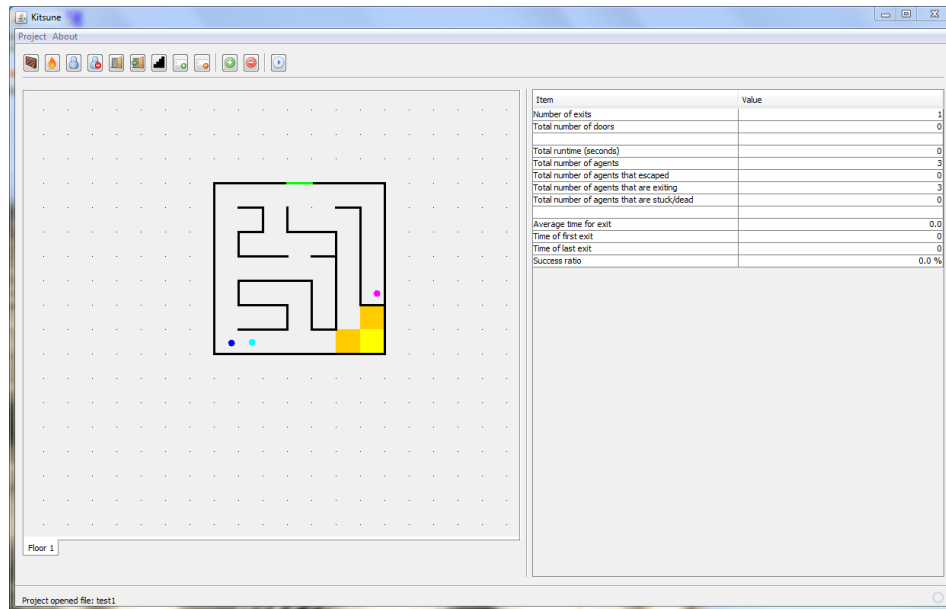 Kitsune
Project About
Item Value
Number of exits 1
Total number of doors 0
Total runtime (seconds) 0
Total number of agents 3
Total number of agents that escaped 0
Total number of agents that are exiting 3
Total number of agents that are stuck/dead 0
Average time for exit 0.0
Time of first exit 0
Time of last exit 0
Success ratio 0.0 %
Floor 1
Project opened file: test1